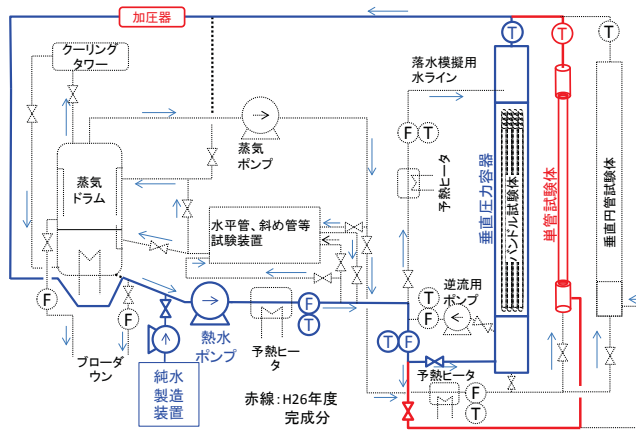 加圧器
クーリング
タワー
T
T
T
落水模擬用
水ライン
F
T
蒸気
ポンプ
蒸気
ドラム
予熱ヒータ
垂直圧力容器
バンドル試験体
単管試験体
垂直円管試験体
水平管、斜め管等
試験装置
F
F
熱水
ポンプ
F
T
予熱ヒー
タ
T
F
逆流用
ポンプ
T
F
ブローダ
ウン
純水
製造
装置
予熱ヒータ
F
T
赤線：H26年度
完成分